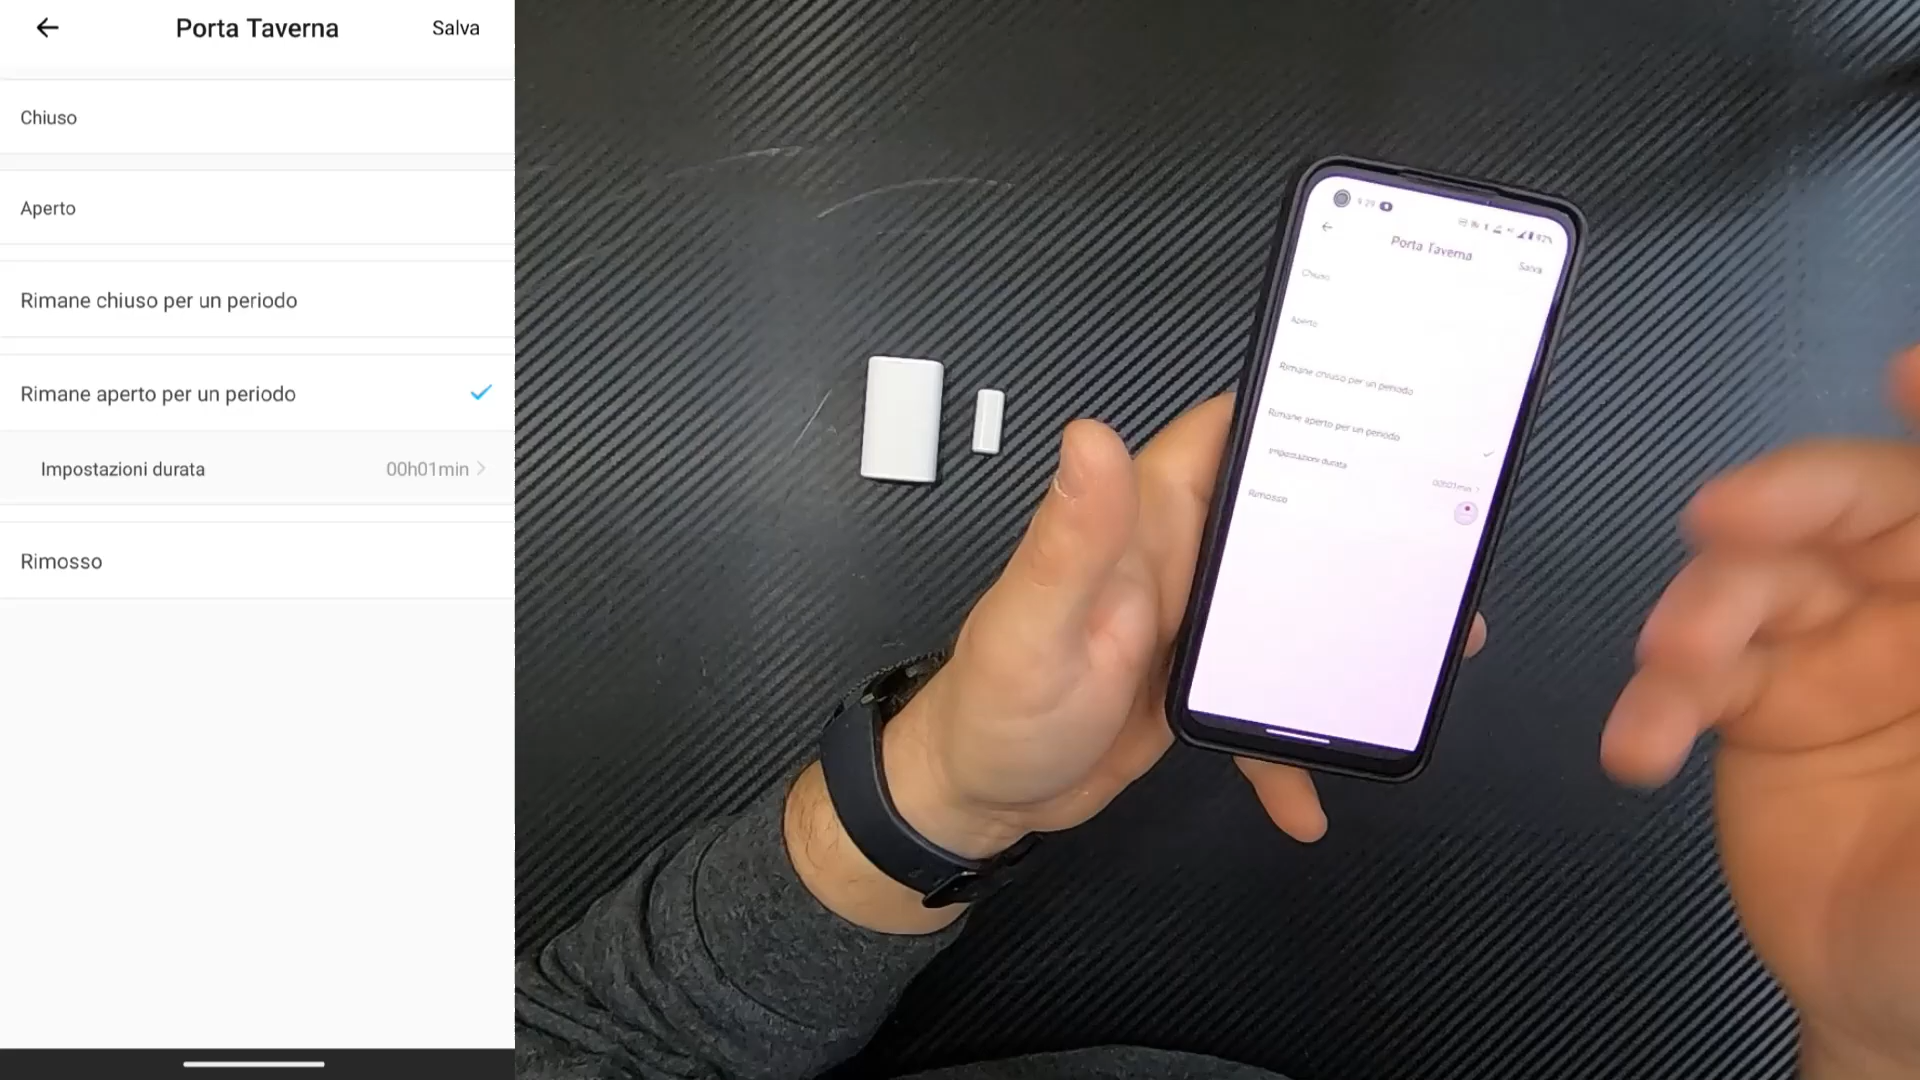 Porta Taverna
Salva
Chiuso
Aperto
Rimane chiuso per un periodo
Rimane aperto per un periodo
Impostazioni durata
00h01min
Rimosso
Porta Taverna
Salva
Chiuso
Aperto
Rimane chiuso per un periodo
Rimane aperto per un periodo
Impostazioni durata
00h01min
Rimosso